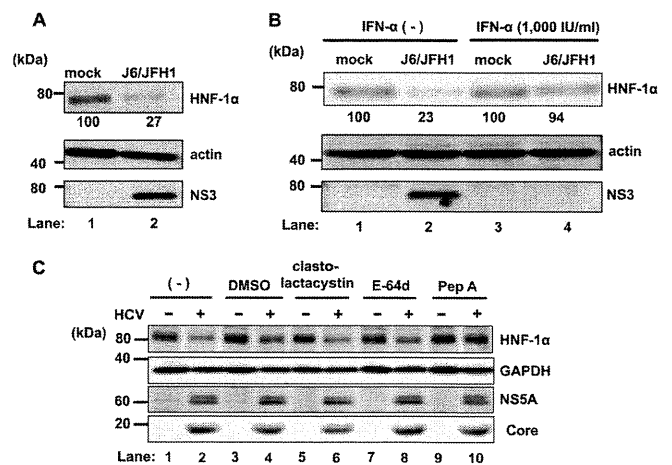 A
(kDa)
mock J6/JFH1
80
HNF-1α
100 27
actin
40
80
NS3
Lane: 1 2
B
IFN-α (-) IFN-α (1,000 IU/ml)
(kDa)
mock J6/JFH1 mock J6/JFH1
80
HNF-1α
100 23 100 94
actin
40
80
NS3
Lane: 1 2 3 4
C
(-) DMSO clasto-lactacystin E-64d Pep A
HCV − + − + − + − + − +
(kDa)
80
HNF-1α
40
GAPDH
60
NS5A
20
Core
Lane: 1 2 3 4 5 6 7 8 9 10